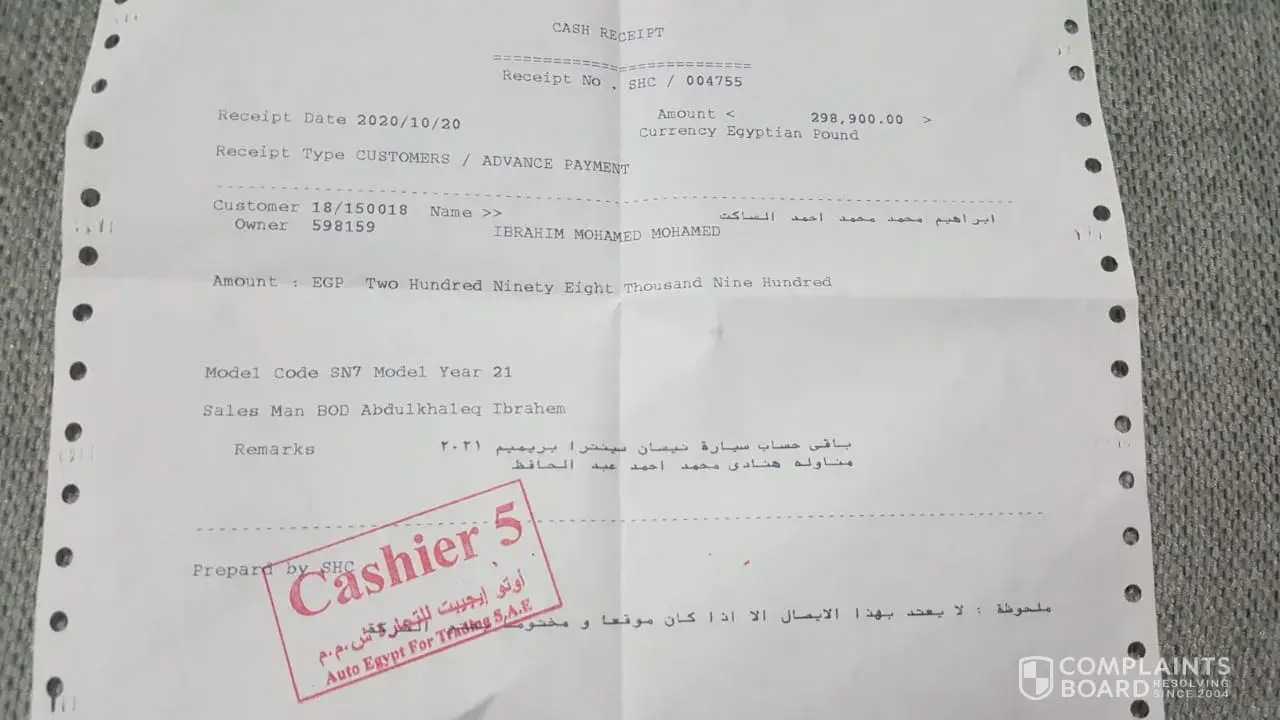 CASH RECEIPT
===========================
Receipt No . SHC / 004755
Receipt Date 2020/10/20 Amount < 298,900.00 >
Currency Egyptian Pound
Receipt Type CUSTOMERS / ADVANCE PAYMENT
Customer 18/150018 Name >> ابراهيم محمد محمد احمد الساكت
Owner 598159 IBRAHIM MOHAMED MOHAMED
Amount : EGP Two Hundred Ninety Eight Thousand Nine Hundred
Model Code SN7 Model Year 21
Sales Man BOD Abdulkhaleq Ibrahem
Remarks باقى حساب سيارة نيسان سينترا بريميم ٢٠٢١
مناوله هنادى محمد احمد عبد الحافظ
Prepard by SHC
Cashier 5
أوتو إيجيبت للتجارة ش.م.م
Auto Egypt For Trading S.A.E
ملحوظة : لا يعتد بهذا الايصال الا اذا كان موقعا و مختوما الشركة
COMPLAINTS
BOARD RESOLVING
SINCE 2004